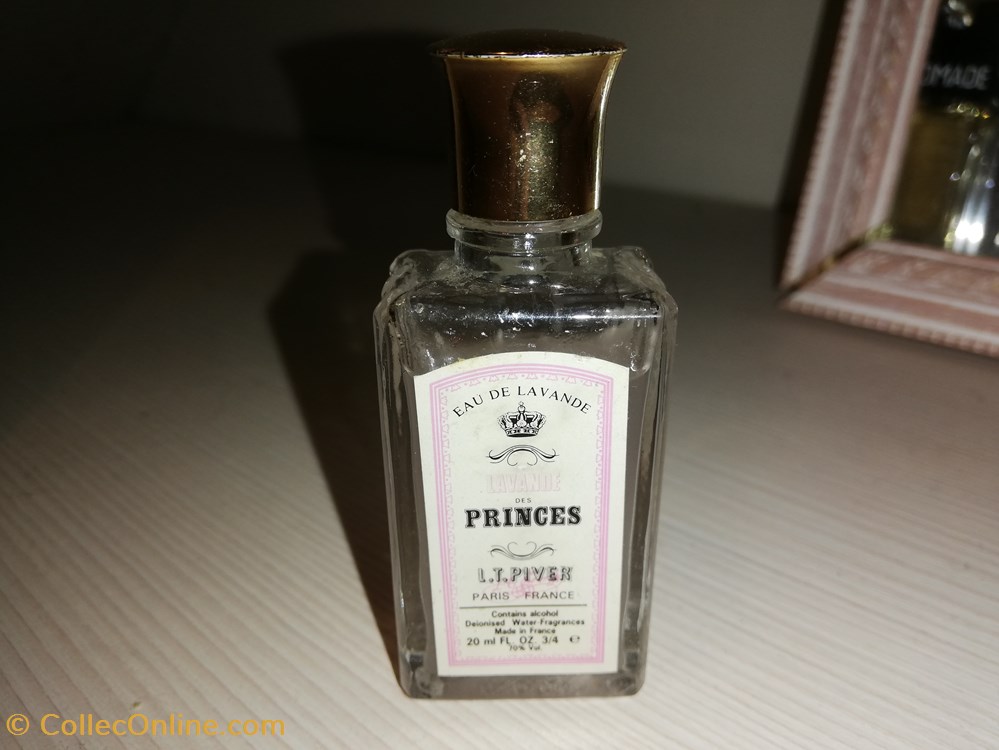 EAU DE LAVANDE
LAVANDE
DES
PRINCES
L.T. PIVER
PARIS FRANCE
Contains alcohol
Deionised Water-Fragrances
Made in France
20 ml FL. OZ. 3/4 ℮
70% Vol.
OMADE
© CollecOnline.com